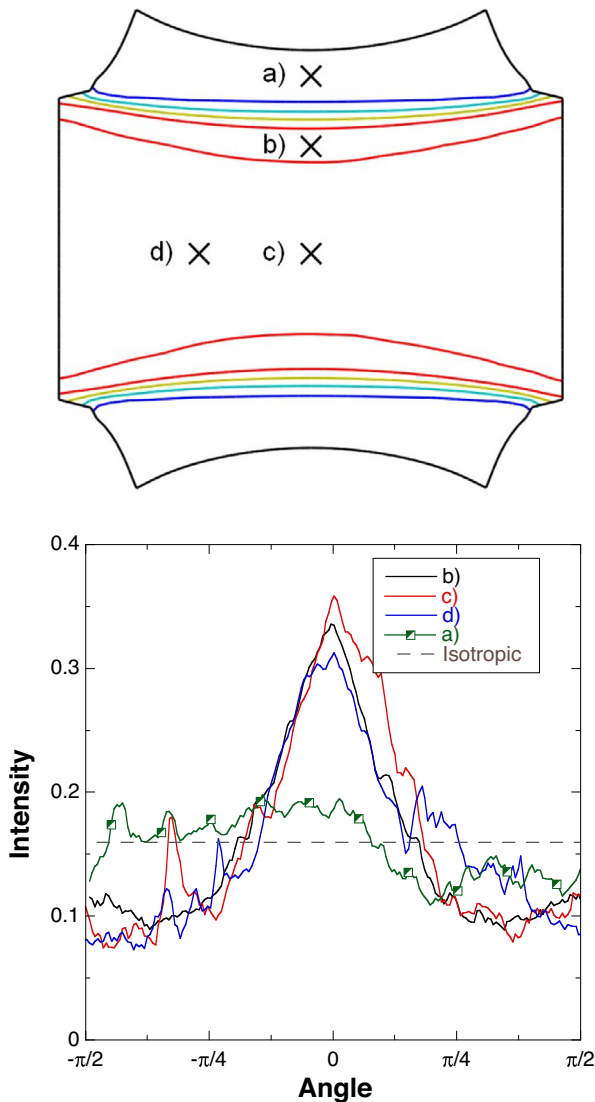 a)
b)
d) c)
0.4
b)
c)
d)
a)
Isotropic
0.3
Intensity
0.2
0.1
0
-π/2 -π/4 0 π/4 π/2
Angle